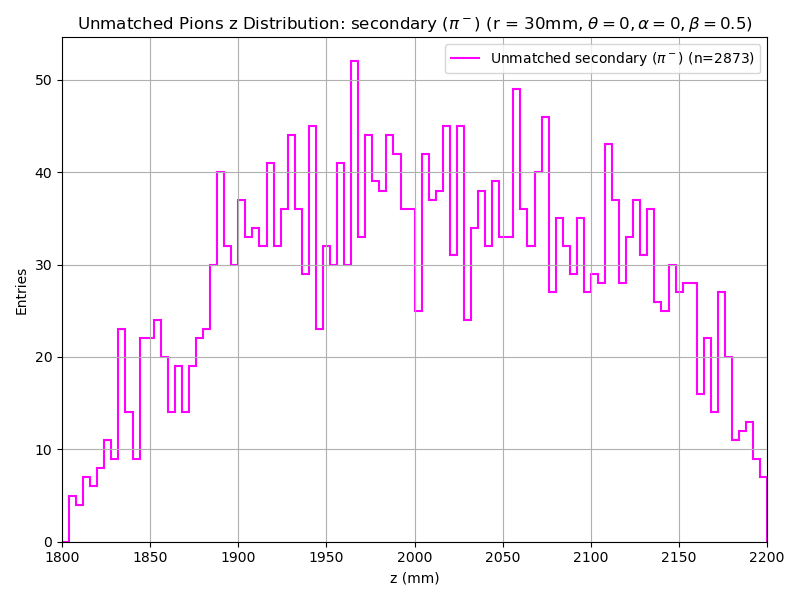 Unmatched Pions z Distribution: secondary (π⁻) (r = 30mm, θ = 0, α = 0, β = 0.5)
Unmatched secondary (π⁻) (n=2873)
50
40
30
20
10
0
Entries
1800 1850 1900 1950 2000 2050 2100 2150 2200
z (mm)